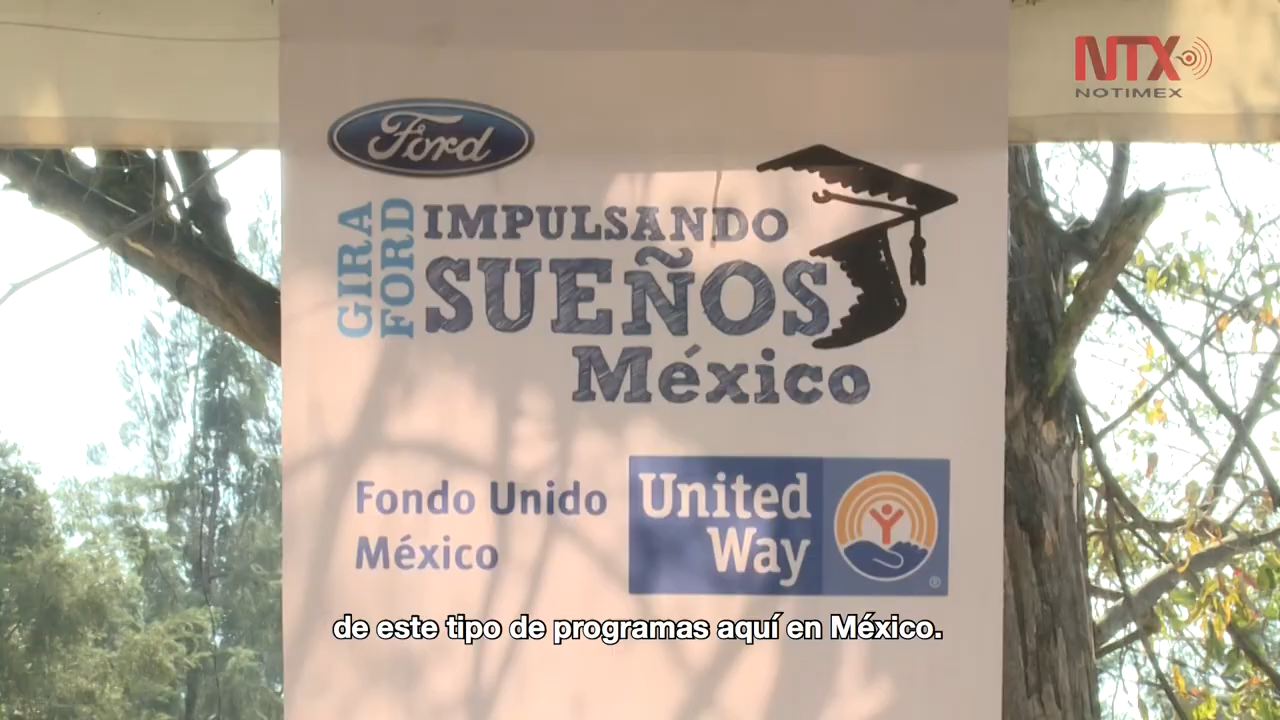 NTX
NOTIMEX
Ford
GIRA
FORD
IMPULSANDO
SUEÑOS
México
Fondo Unido
México
United
Way
®
de este tipo de programas aquí en México.